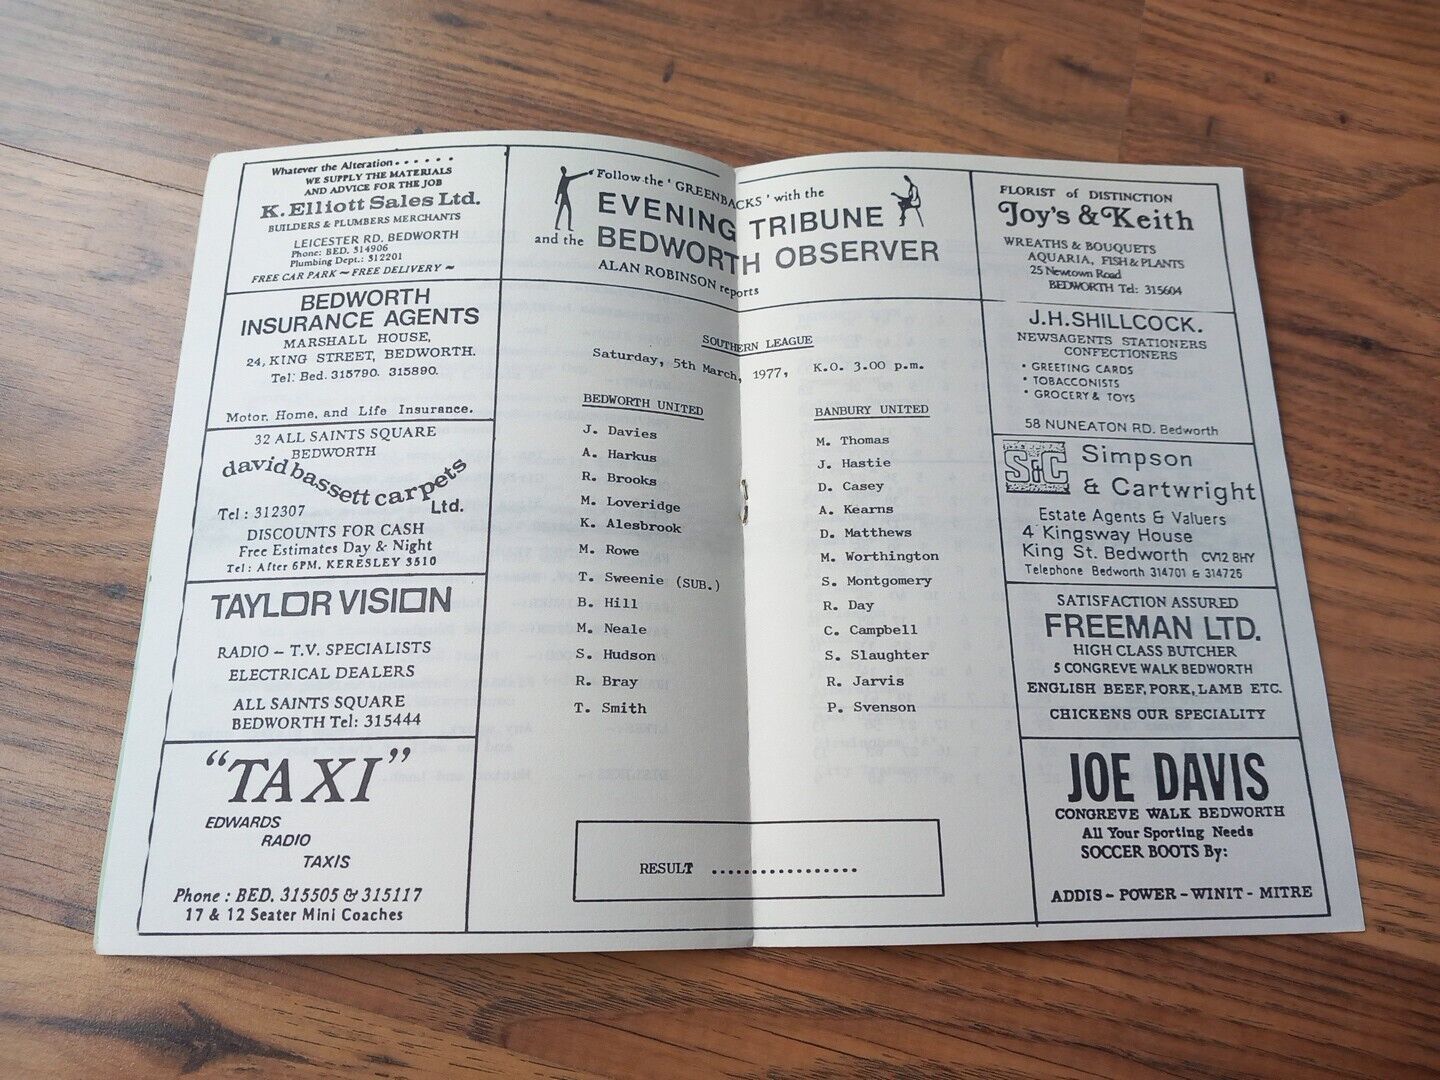 Whatever the Alteration . . . . . .
WE SUPPLY THE MATERIALS
AND ADVICE FOR THE JOB
K. Elliott Sales Ltd.
BUILDERS & PLUMBERS MERCHANTS
LEICESTER RD. BEDWORTH
Phone: BED. 314906
Plumbing Dept.: 312201
FREE CAR PARK ~ FREE DELIVERY ~
BEDWORTH
INSURANCE AGENTS
MARSHALL HOUSE,
24, KING STREET, BEDWORTH.
Tel: Bed. 315790. 315890.
Motor, Home, and Life Insurance.
32 ALL SAINTS SQUARE
BEDWORTH
david bassett carpets
Ltd.
Tel : 312307
DISCOUNTS FOR CASH
Free Estimates Day & Night
Tel : After 6PM. KERESLEY 3510
TAYLOR VISION
RADIO – T.V. SPECIALISTS
ELECTRICAL DEALERS
ALL SAINTS SQUARE
BEDWORTH Tel: 315444
"TAXI"
EDWARDS
RADIO
TAXIS
Phone : BED. 315505 & 315117
17 & 12 Seater Mini Coaches
Follow the 'GREENBACKS' with the
EVENING TRIBUNE
and the BEDWORTH OBSERVER
ALAN ROBINSON reports
SOUTHERN LEAGUE
Saturday, 5th March, 1977, K.O. 3.00 p.m.
BEDWORTH UNITED
J. Davies
A. Harkus
R. Brooks
M. Loveridge
K. Alesbrook
M. Rowe
T. Sweenie (SUB.)
B. Hill
M. Neale
S. Hudson
R. Bray
T. Smith
BANBURY UNITED
M. Thomas
J. Hastie
D. Casey
A. Kearns
D. Matthews
M. Worthington
S. Montgomery
R. Day
C. Campbell
S. Slaughter
R. Jarvis
P. Svenson
RESULT ..................
FLORIST of DISTINCTION
Joy's & Keith
WREATHS & BOUQUETS
AQUARIA, FISH & PLANTS
25 Newtown Road
BEDWORTH Tel: 315604
J.H. SHILLCOCK.
NEWSAGENTS STATIONERS
CONFECTIONERS
• GREETING CARDS
• TOBACCONISTS
• GROCERY & TOYS
58 NUNEATON RD. Bedworth
S&C Simpson
& Cartwright
Estate Agents & Valuers
4 Kingsway House
King St. Bedworth CV12 8HY
Telephone Bedworth 314701 & 314725
SATISFACTION ASSURED
FREEMAN LTD.
HIGH CLASS BUTCHER
5 CONGREVE WALK BEDWORTH
ENGLISH BEEF, PORK, LAMB ETC.
CHICKENS OUR SPECIALITY
JOE DAVIS
CONGREVE WALK BEDWORTH
All Your Sporting Needs
SOCCER BOOTS By:
ADDIS - POWER - WINIT - MITRE